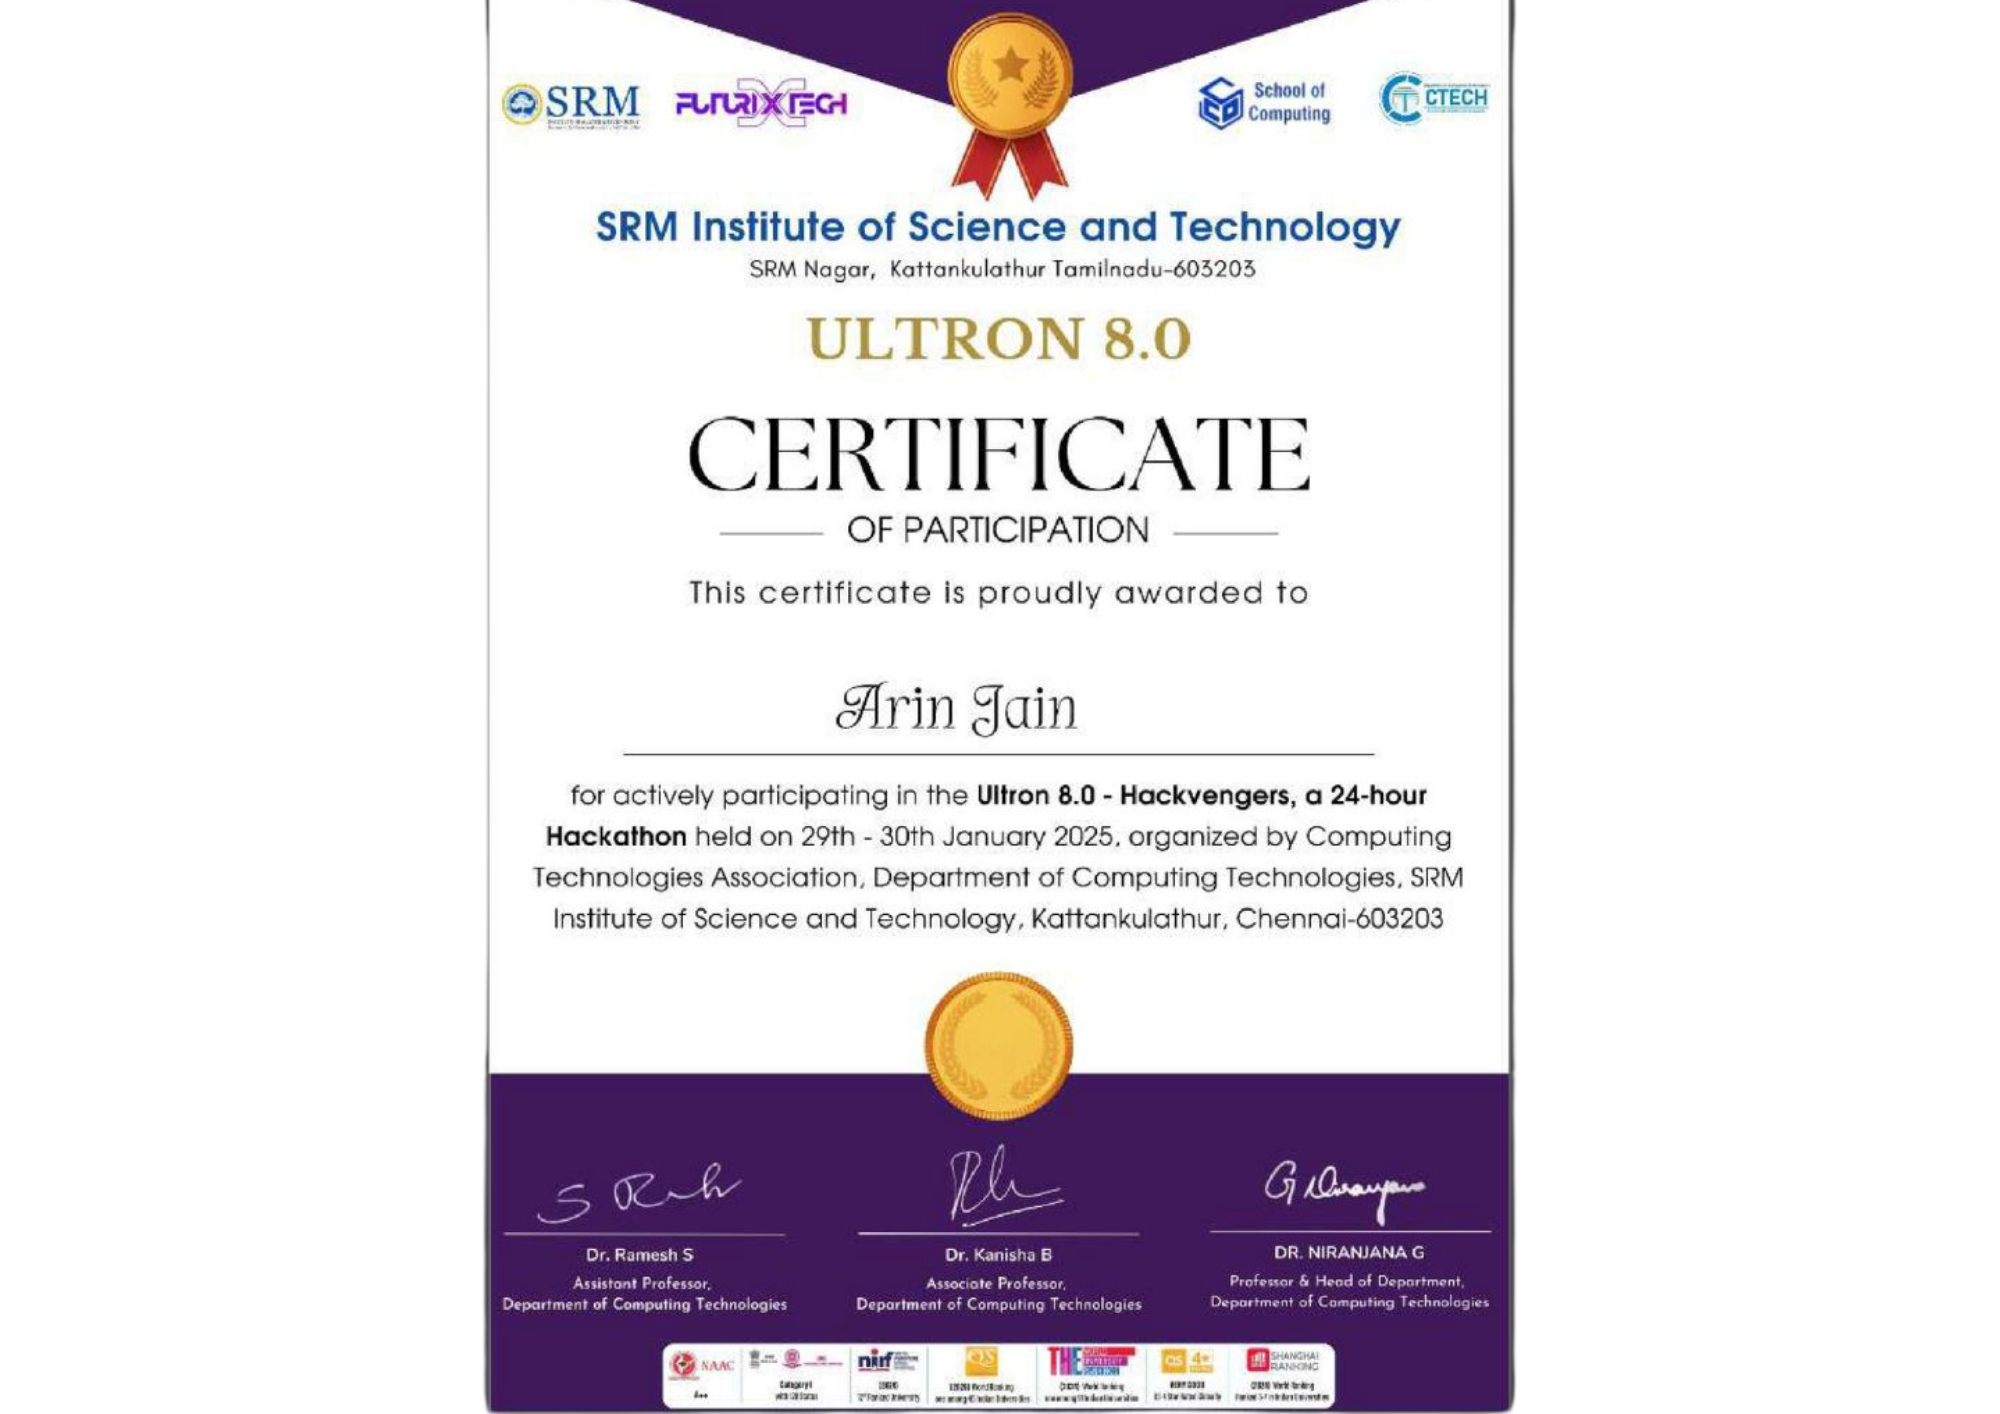 SRM
FUTURIXTECH
School of
Computing
CTECH
SRM Institute of Science and Technology
SRM Nagar, Kattankulathur Tamilnadu-603203
ULTRON 8.0
CERTIFICATE
OF PARTICIPATION
This certificate is proudly awarded to
Arin Jain
for actively participating in the Ultron 8.0 - Hackvengers, a 24-hour
Hackathon held on 29th - 30th January 2025, organized by Computing
Technologies Association, Department of Computing Technologies, SRM
Institute of Science and Technology, Kattankulathur, Chennai-603203
Dr. Ramesh S
Assistant Professor,
Department of Computing Technologies
Dr. Kanisha B
Associate Professor,
Department of Computing Technologies
G Niranjana
DR. NIRANJANA G
Professor & Head of Department,
Department of Computing Technologies
NAAC
A++
Category I
nirf
QS
THE
QS 4★
SHANGHAI
RANKING